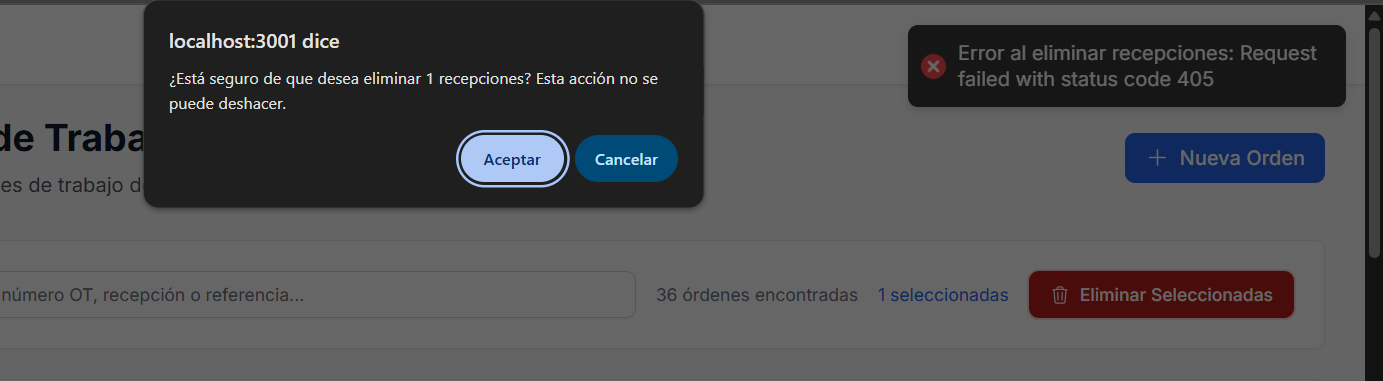 localhost:3001 dice
¿Está seguro de que desea eliminar 1 recepciones? Esta acción no se
puede deshacer.
Aceptar
Cancelar
Error al eliminar recepciones: Request
failed with status code 405
de Traba
es de trabajo d
Nueva Orden
número OT, recepción o referencia...
36 órdenes encontradas
1 seleccionadas
Eliminar Seleccionadas